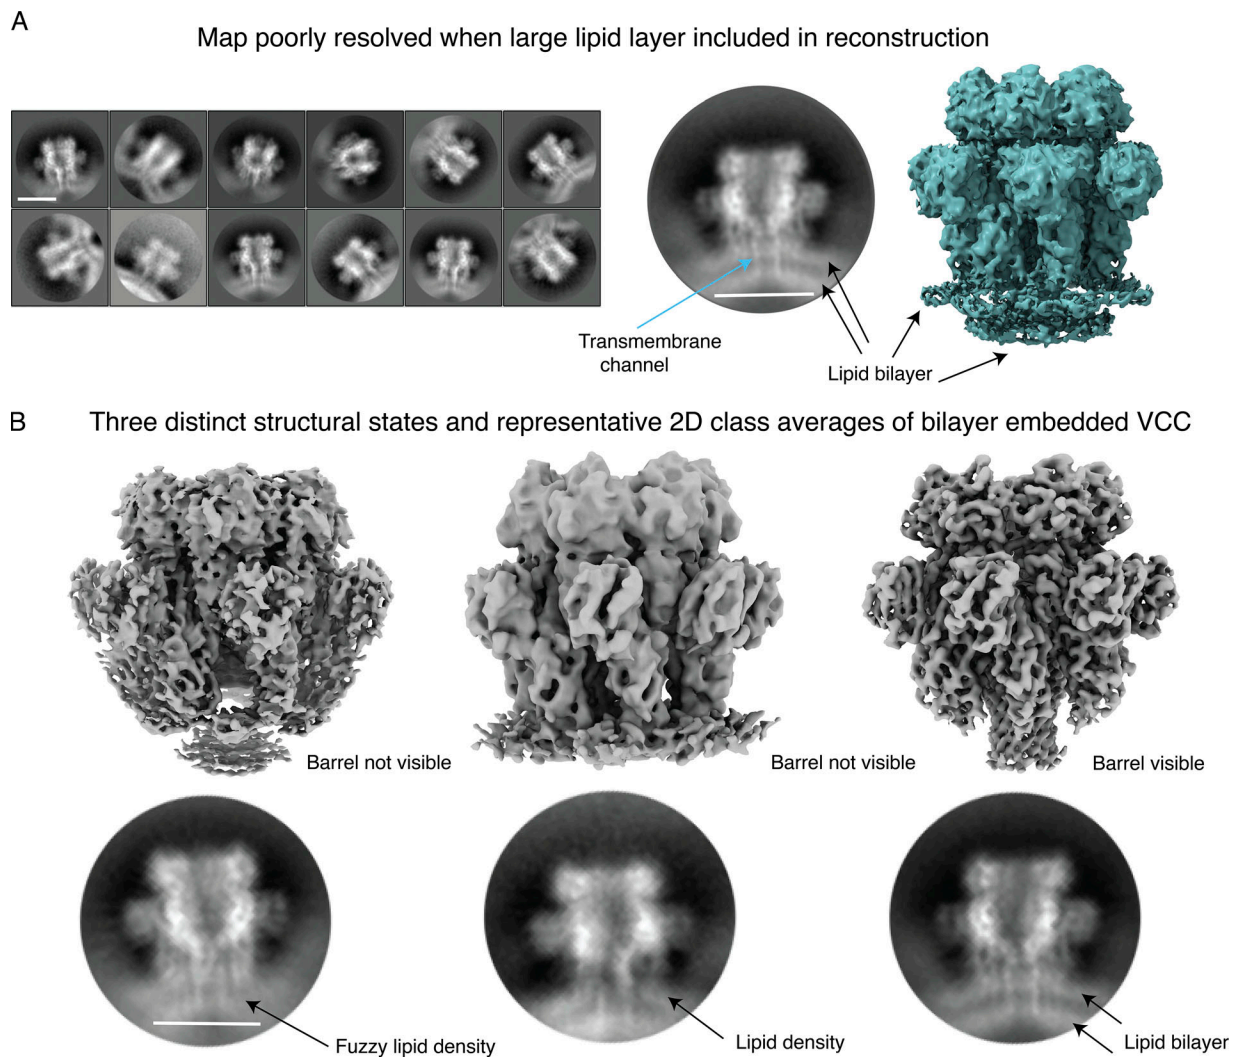 A
Map poorly resolved when large lipid layer included in reconstruction
Transmembrane
channel
Lipid bilayer
B
Three distinct structural states and representative 2D class averages of bilayer embedded VCC
Barrel not visible
Barrel not visible
Barrel visible
Fuzzy lipid density
Lipid density
Lipid bilayer